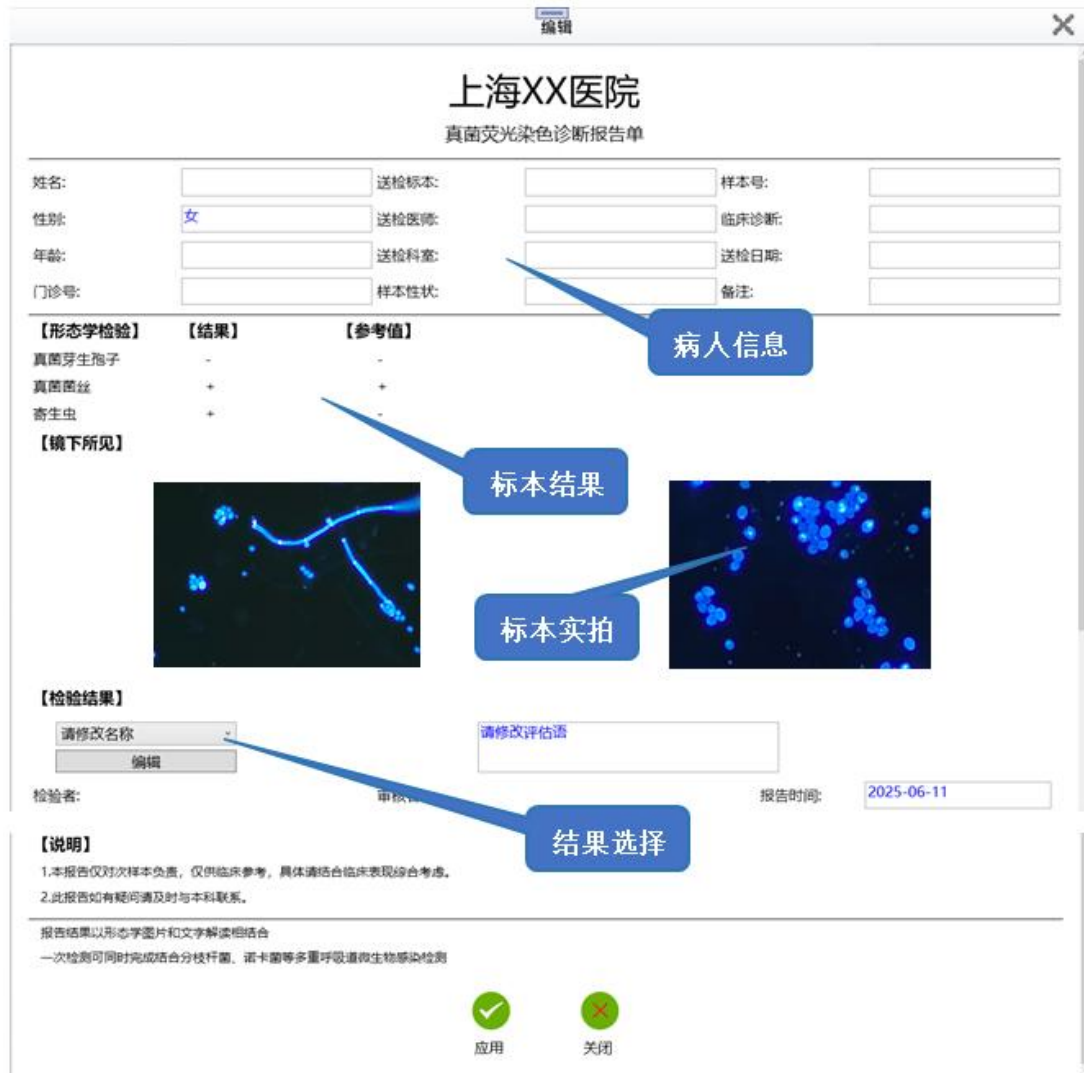 编辑
上海XX医院
真菌荧光染色诊断报告单
姓名: 送检标本: 样本号:
性别: 女 送检医师: 临床诊断:
年龄: 送检科室: 送检日期:
门诊号: 样本性状: 备注:
病人信息
【形态学检验】 【结果】 【参考值】
真菌芽生孢子 - -
真菌菌丝 + +
寄生虫 + -
【镜下所见】
标本结果
标本实拍
【检验结果】
请修改名称 请修改评估语
编辑
检验者: 审核 报告时间: 2025-06-11
结果选择
【说明】
1.本报告仅对次样本负责，仅供临床参考，具体请结合临床表现综合考虑。
2.此报告如有疑问请及时与本科联系。
报告结果以形态学图片和文字解读相结合
一次检测可同时完成结合分枝杆菌、诺卡菌等多重呼吸道微生物感染检测
应用 关闭